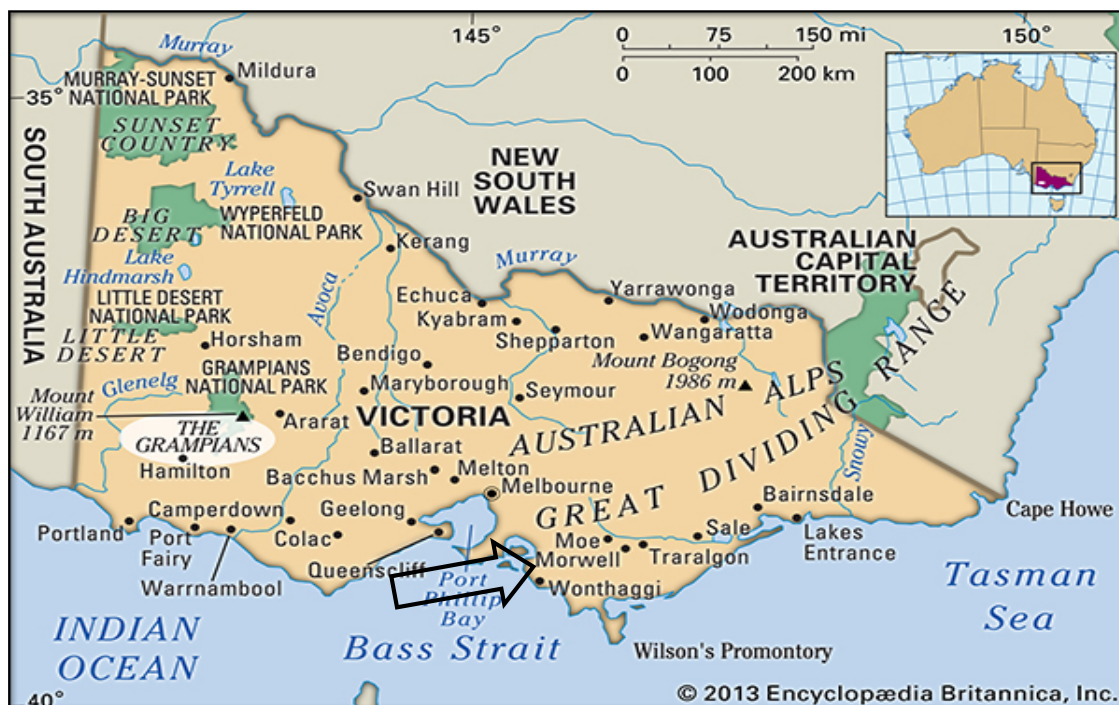 0 75 150 mi
0 100 200 km
145°
150°
35°
40°
Murray
Mildura
MURRAY-SUNSET
NATIONAL PARK
SUNSET
COUNTRY
SOUTH AUSTRALIA
Lake
Tyrrell
NEW
SOUTH
WALES
Swan Hill
BIG
DESERT
WYPERFELD
NATIONAL PARK
Kerang
Lake
Hindmarsh
Avoca
Murray
AUSTRALIAN
CAPITAL
TERRITORY
LITTLE DESERT
NATIONAL PARK
LITTLE
DESERT
Horsham
Echuca
Kyabram
Shepparton
Yarrawonga
Wodonga
Wangaratta
Mount Bogong
1986 m
Bendigo
GRAMPIANS
NATIONAL PARK
Glenelg
Mount
William
1167 m
THE
GRAMPIANS
Ararat
Maryborough
VICTORIA
Seymour
AUSTRALIAN ALPS
GREAT DIVIDING RANGE
Snowy
Hamilton
Ballarat
Bacchus Marsh
Melton
Melbourne
Portland
Port
Fairy
Camperdown
Warrnambool
Colac
Geelong
Queenscliff
Port
Phillip
Bay
Moe
Morwell
Traralgon
Sale
Bairnsdale
Lakes
Entrance
Cape Howe
Wonthaggi
Wilson's Promontory
INDIAN
OCEAN
Bass Strait
Tasman
Sea
© 2013 Encyclopædia Britannica, Inc.